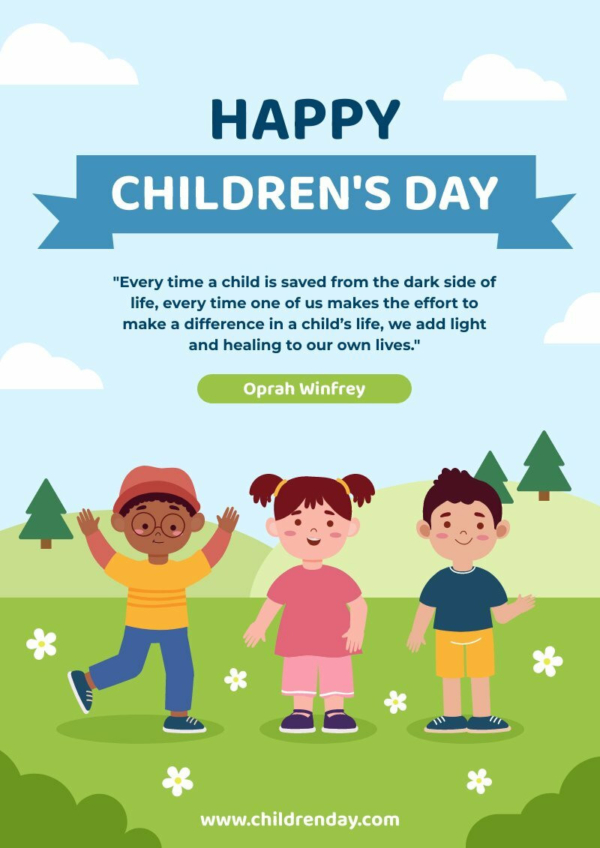 HAPPY
CHILDREN'S DAY
"Every time a child is saved from the dark side of
life, every time one of us makes the effort to
make a difference in a child’s life, we add light
and healing to our own lives."
Oprah Winfrey
www.childrenday.com